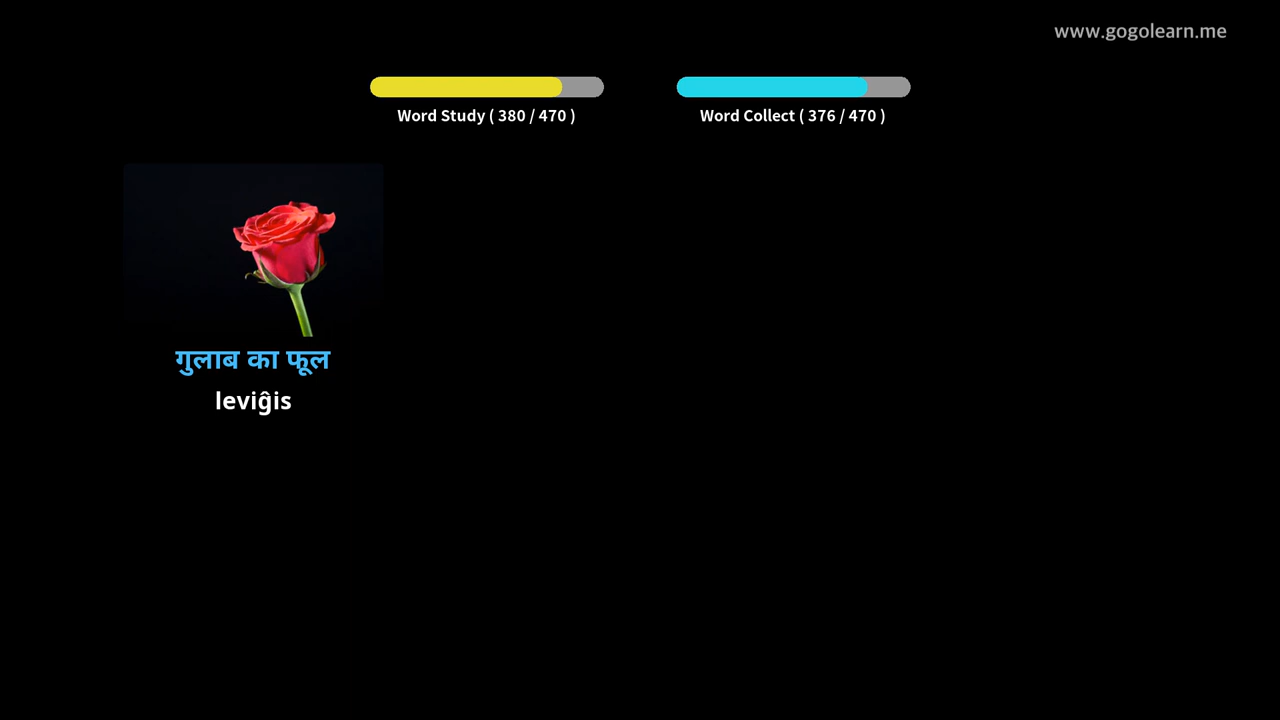 www.gogolearn.me
Word Study ( 380 / 470 )
Word Collect ( 376 / 470 )
गुलाब का फूल
leviĝis